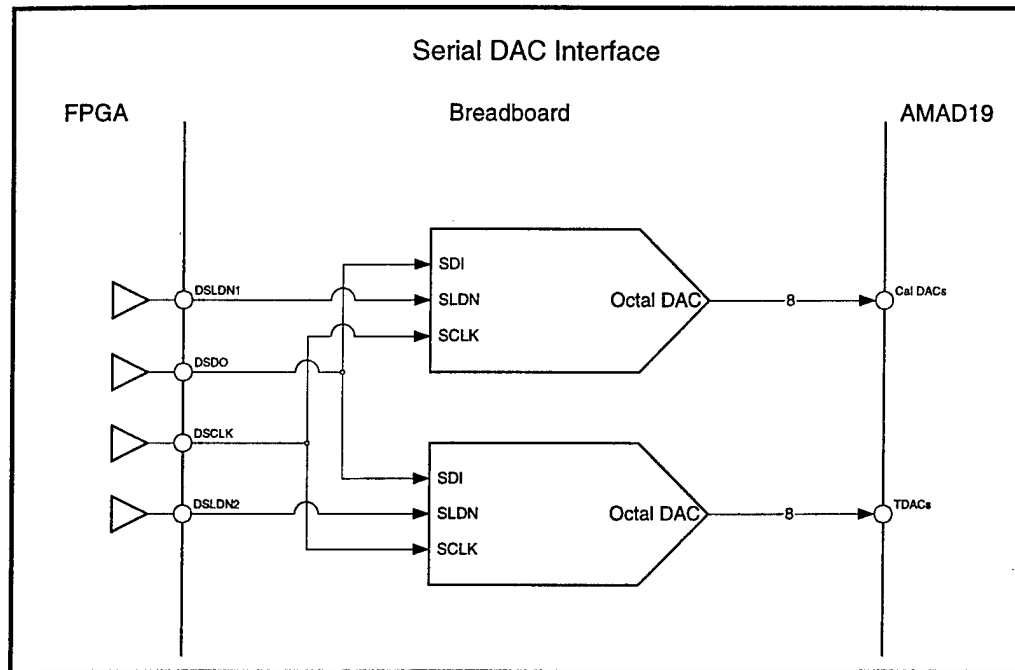 Serial DAC Interface
FPGA
Breadboard
AMAD19
DSLDN1
DSDO
DSCLK
DSLDN2
SDI
SLDN
SCLK
Octal DAC
8
Cal DACs
SDI
SLDN
SCLK
Octal DAC
8
TDACs